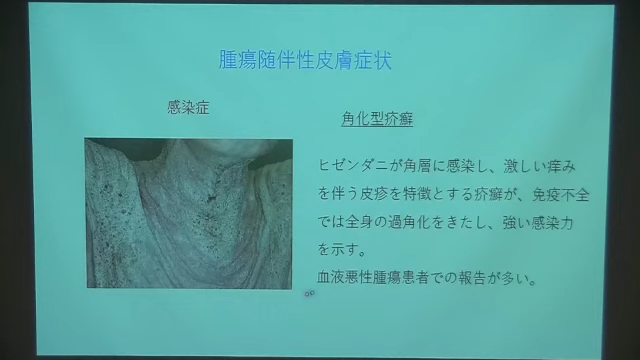 腫瘍随伴性皮膚症状
感染症
角化型疥癬
ヒゼンダニが角層に感染し、激しい痒み
を伴う皮疹を特徴とする疥癬が、免疫不全
では全身の過角化をきたし、強い感染力
を示す。
血液悪性腫瘍患者での報告が多い。